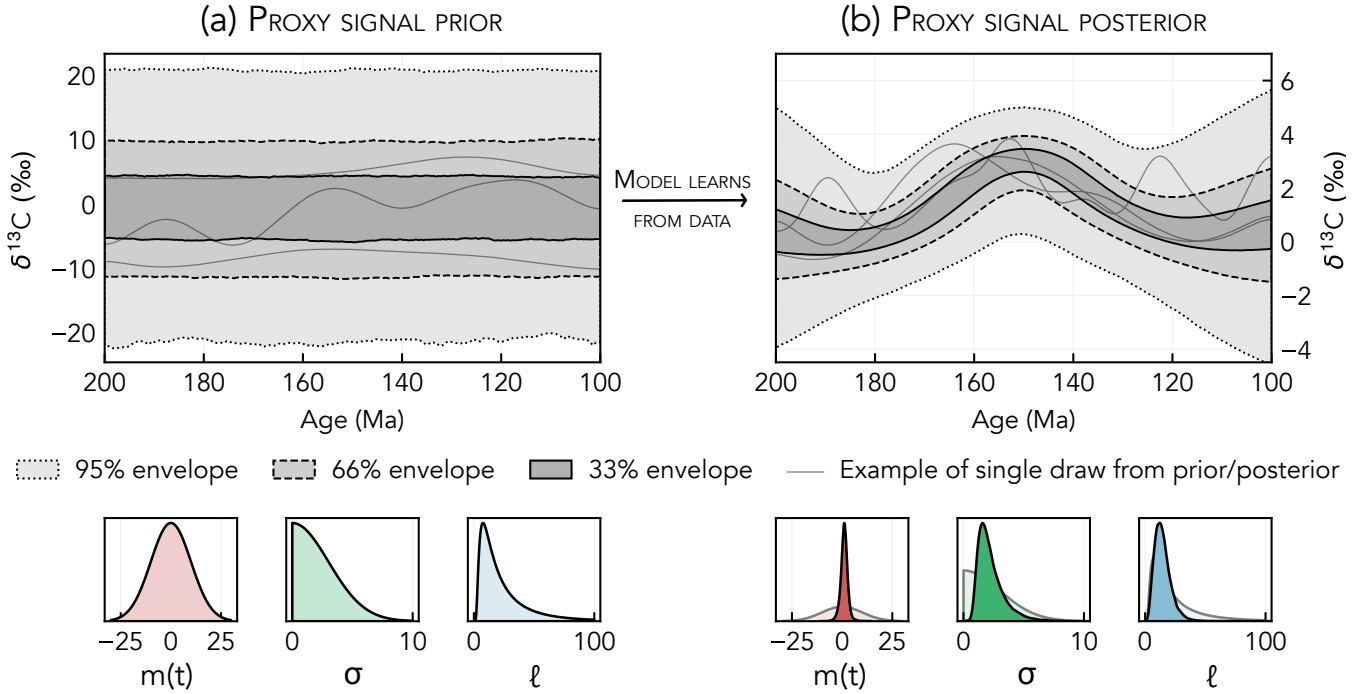 (a) PROXY SIGNAL PRIOR
(b) PROXY SIGNAL POSTERIOR
20
10
0
−10
−20
δ¹³C (‰)
200 180 160 140 120 100
Age (Ma)
MODEL LEARNS
FROM DATA
6
4
2
0
−2
−4
δ¹³C (‰)
200 180 160 140 120 100
Age (Ma)
95% envelope 66% envelope 33% envelope Example of single draw from prior/posterior
−25 0 25
m(t)
0 10
σ
0 100
ℓ
−25 0 25
m(t)
0 10
σ
0 100
ℓ